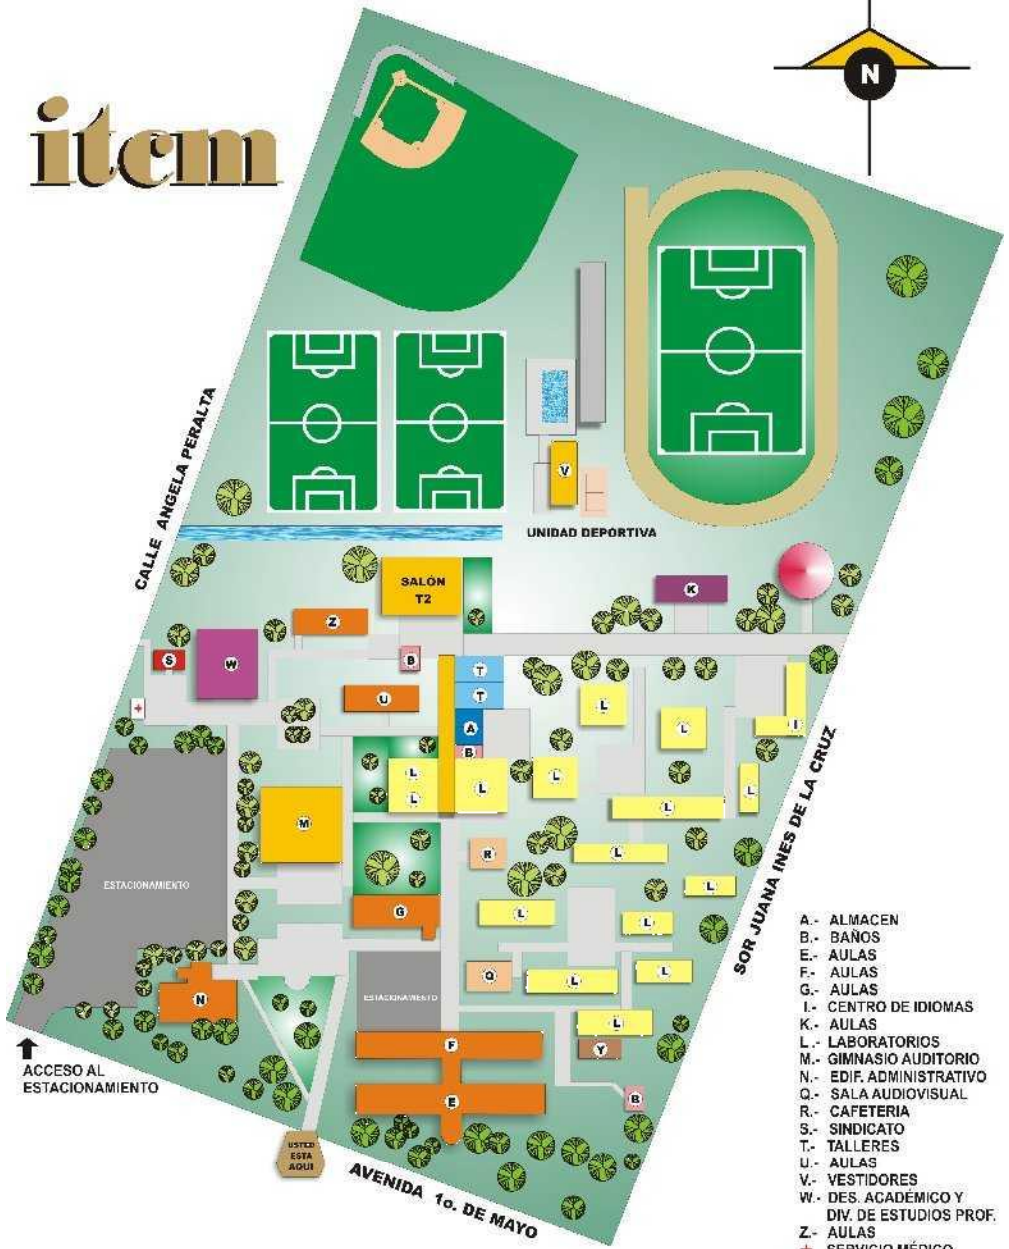 N
itcm
CALLE ANGELA PERALTA
V
UNIDAD DEPORTIVA
SALÓN
T2
K
Z
S
W
B
T
U
T
L
A
L
I
B
L
L
L
L
L
L
M
L
R
L
L
G
L
L
ESTACIONAMIENTO
SOR JUANA INES DE LA CRUZ
Q
L
L
N
ESTACIONAMIENTO
L
F
Y
E
B
ACCESO AL
ESTACIONAMIENTO
USTED
ESTA
AQUI
AVENIDA 1o. DE MAYO
A.- ALMACEN
B.- BAÑOS
E.- AULAS
F.- AULAS
G.- AULAS
I.- CENTRO DE IDIOMAS
K.- AULAS
L.- LABORATORIOS
M.- GIMNASIO AUDITORIO
N.- EDIF. ADMINISTRATIVO
Q.- SALA AUDIOVISUAL
R.- CAFETERIA
S.- SINDICATO
T.- TALLERES
U.- AULAS
V.- VESTIDORES
W.- DES. ACADÉMICO Y
DIV. DE ESTUDIOS PROF.
Z.- AULAS
+ SERVICIO MÉDICO